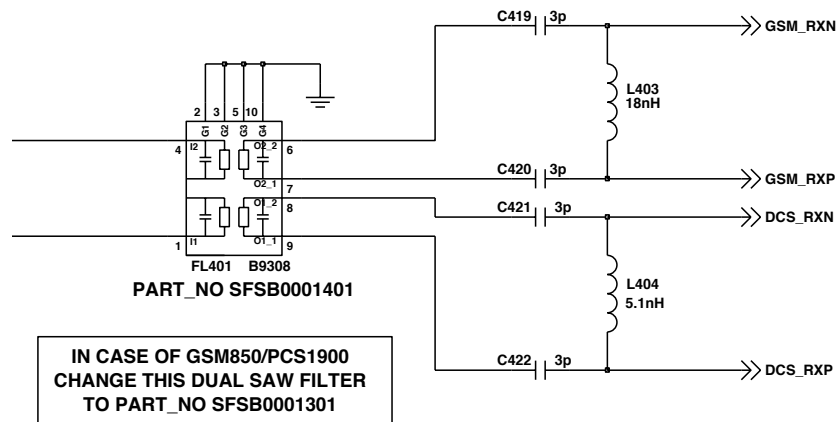 C419 3p
GSM_RXN
L403
18nH
2 3 5 10
G1 G2 G3 G4
4 I2 O2_2 6
C420 3p
GSM_RXP
O2_1 7
C421 3p
O1_2 8
DCS_RXN
1 I1 O1_1 9
FL401 B9308
PART_NO SFSB0001401
L404
5.1nH
IN CASE OF GSM850/PCS1900
CHANGE THIS DUAL SAW FILTER
TO PART_NO SFSB0001301
C422 3p
DCS_RXP